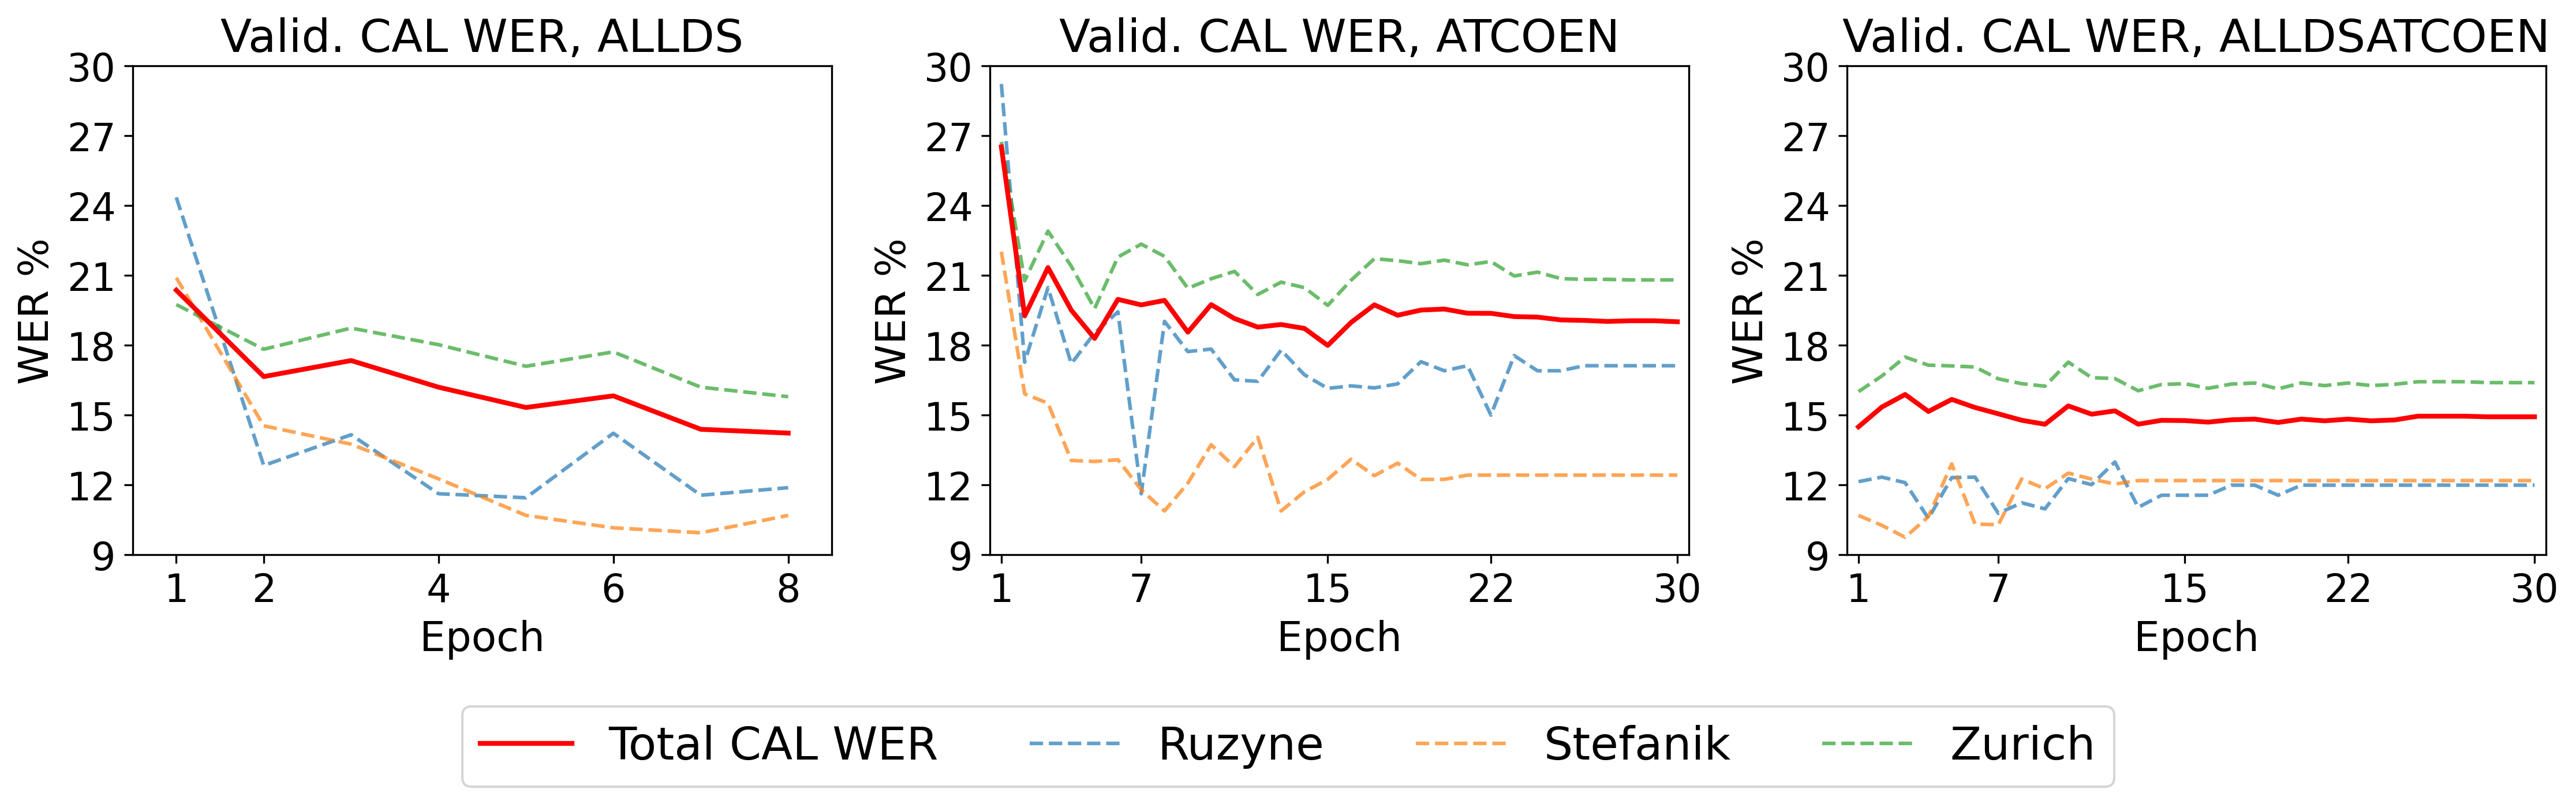 Valid. CAL WER, ALLDS
30
27
24
21
18
15
12
9
WER %
1 2 4 6 8
Epoch
Valid. CAL WER, ATCOEN
30
27
24
21
18
15
12
9
WER %
1 7 15 22 30
Epoch
Valid. CAL WER, ALLDSATCOEN
30
27
24
21
18
15
12
9
WER %
1 7 15 22 30
Epoch
Total CAL WER Ruzyne Stefanik Zurich